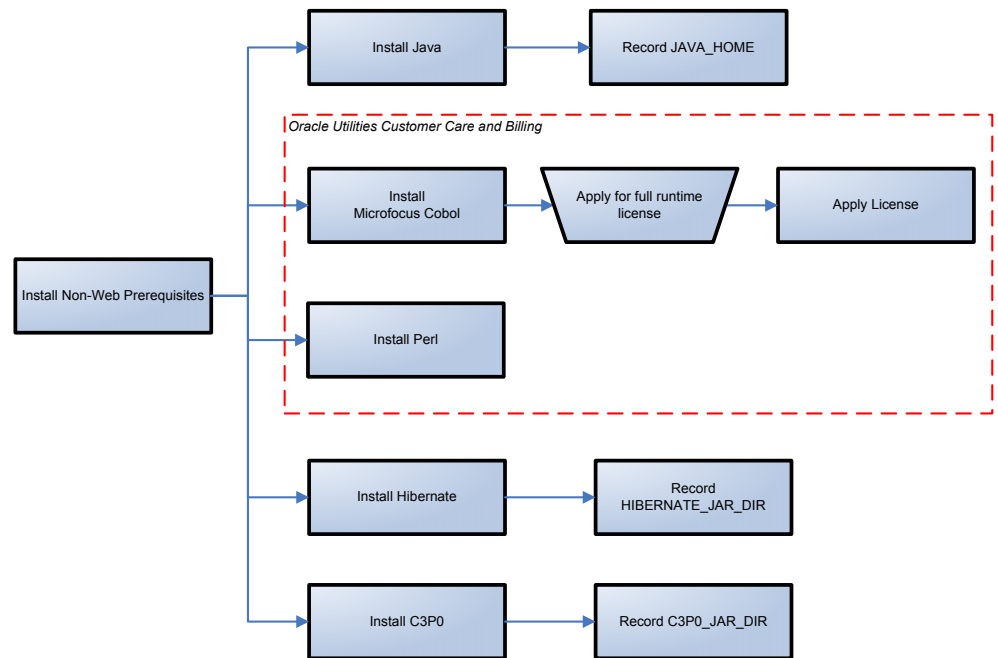 Install Java
Record JAVA_HOME
Oracle Utilities Customer Care and Billing
Install
Microfocus Cobol
Apply for full runtime
license
Apply License
Install Non-Web Prerequisites
Install Perl
Install Hibernate
Record
HIBERNATE_JAR_DIR
Install C3P0
Record C3P0_JAR_DIR